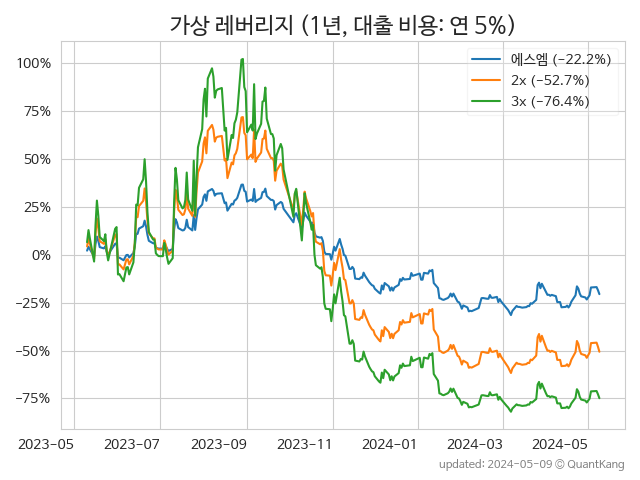 가상 레버리지 (1년, 대출 비용: 연 5%)
에스엠 (−22.2%)
2x (−52.7%)
3x (−76.4%)
100%
75%
50%
25%
0%
−25%
−50%
−75%
2023-05 2023-07 2023-09 2023-11 2024-01 2024-03 2024-05
updated: 2024-05-09 © QuantKang